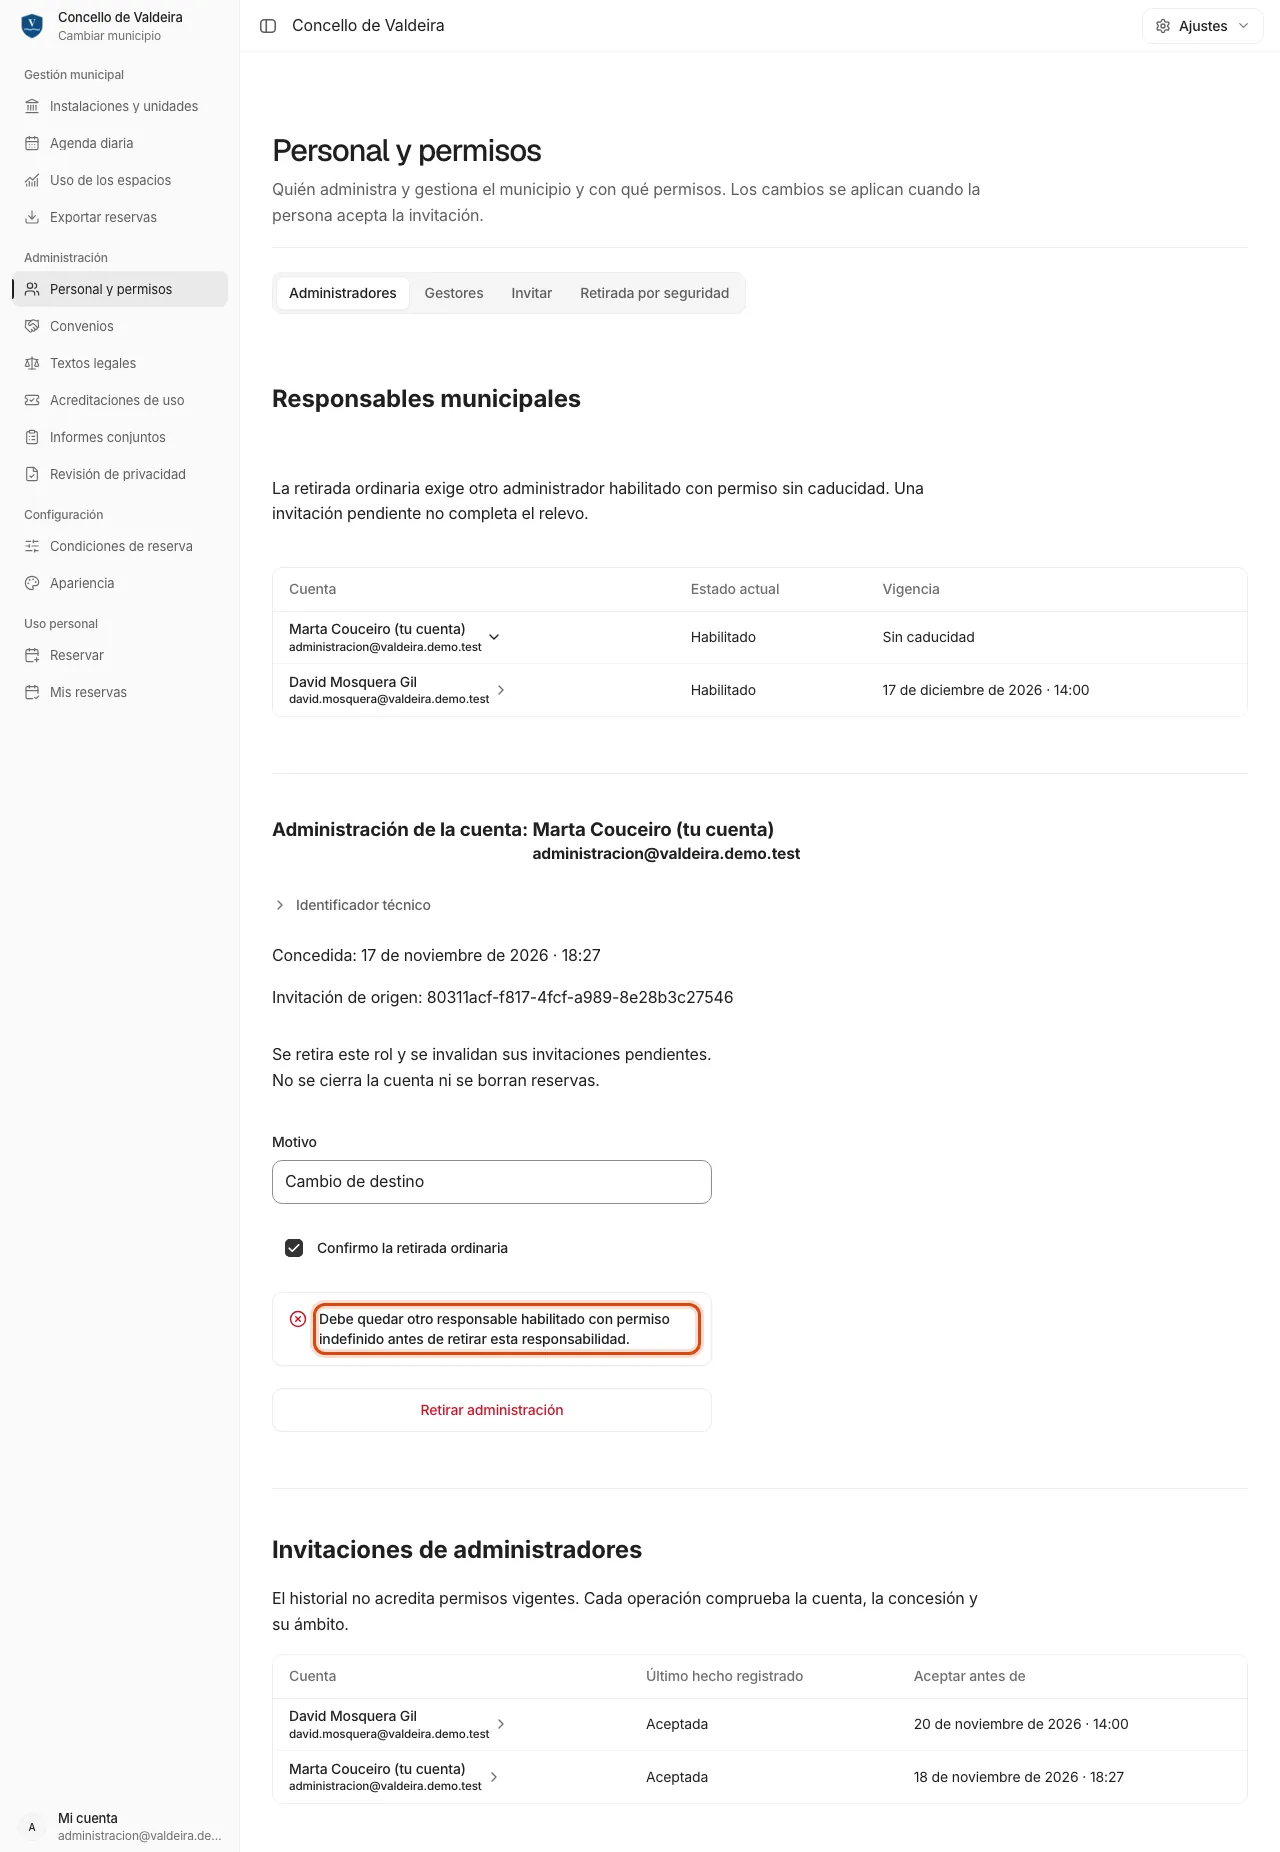 Concello de Valdeira
Cambiar municipio
Gestión municipal
Instalaciones y unidades
Agenda diaria
Uso de los espacios
Exportar reservas
Administración
Personal y permisos
Convenios
Textos legales
Acreditaciones de uso
Informes conjuntos
Revisión de privacidad
Configuración
Condiciones de reserva
Apariencia
Uso personal
Reservar
Mis reservas
A
Mi cuenta
administracion@valdeira.de...
Concello de Valdeira
Ajustes
Personal y permisos
Quién administra y gestiona el municipio y con qué permisos. Los cambios se aplican cuando la
persona acepta la invitación.
Administradores Gestores Invitar Retirada por seguridad
Responsables municipales
La retirada ordinaria exige otro administrador habilitado con permiso sin caducidad. Una
invitación pendiente no completa el relevo.
Cuenta Estado actual Vigencia
Marta Couceiro (tu cuenta)
administracion@valdeira.demo.test
Habilitado Sin caducidad
David Mosquera Gil
david.mosquera@valdeira.demo.test
Habilitado 17 de diciembre de 2026 · 14:00
Administración de la cuenta: Marta Couceiro (tu cuenta)
administracion@valdeira.demo.test
Identificador técnico
Concedida: 17 de noviembre de 2026 · 18:27
Invitación de origen: 80311acf-f817-4fcf-a989-8e28b3c27546
Se retira este rol y se invalidan sus invitaciones pendientes.
No se cierra la cuenta ni se borran reservas.
Motivo
Cambio de destino
Confirmo la retirada ordinaria
Debe quedar otro responsable habilitado con permiso
indefinido antes de retirar esta responsabilidad.
Retirar administración
Invitaciones de administradores
El historial no acredita permisos vigentes. Cada operación comprueba la cuenta, la concesión y
su ámbito.
Cuenta Último hecho registrado Aceptar antes de
David Mosquera Gil
david.mosquera@valdeira.demo.test
Aceptada 20 de noviembre de 2026 · 14:00
Marta Couceiro (tu cuenta)
administracion@valdeira.demo.test
Aceptada 18 de noviembre de 2026 · 18:27